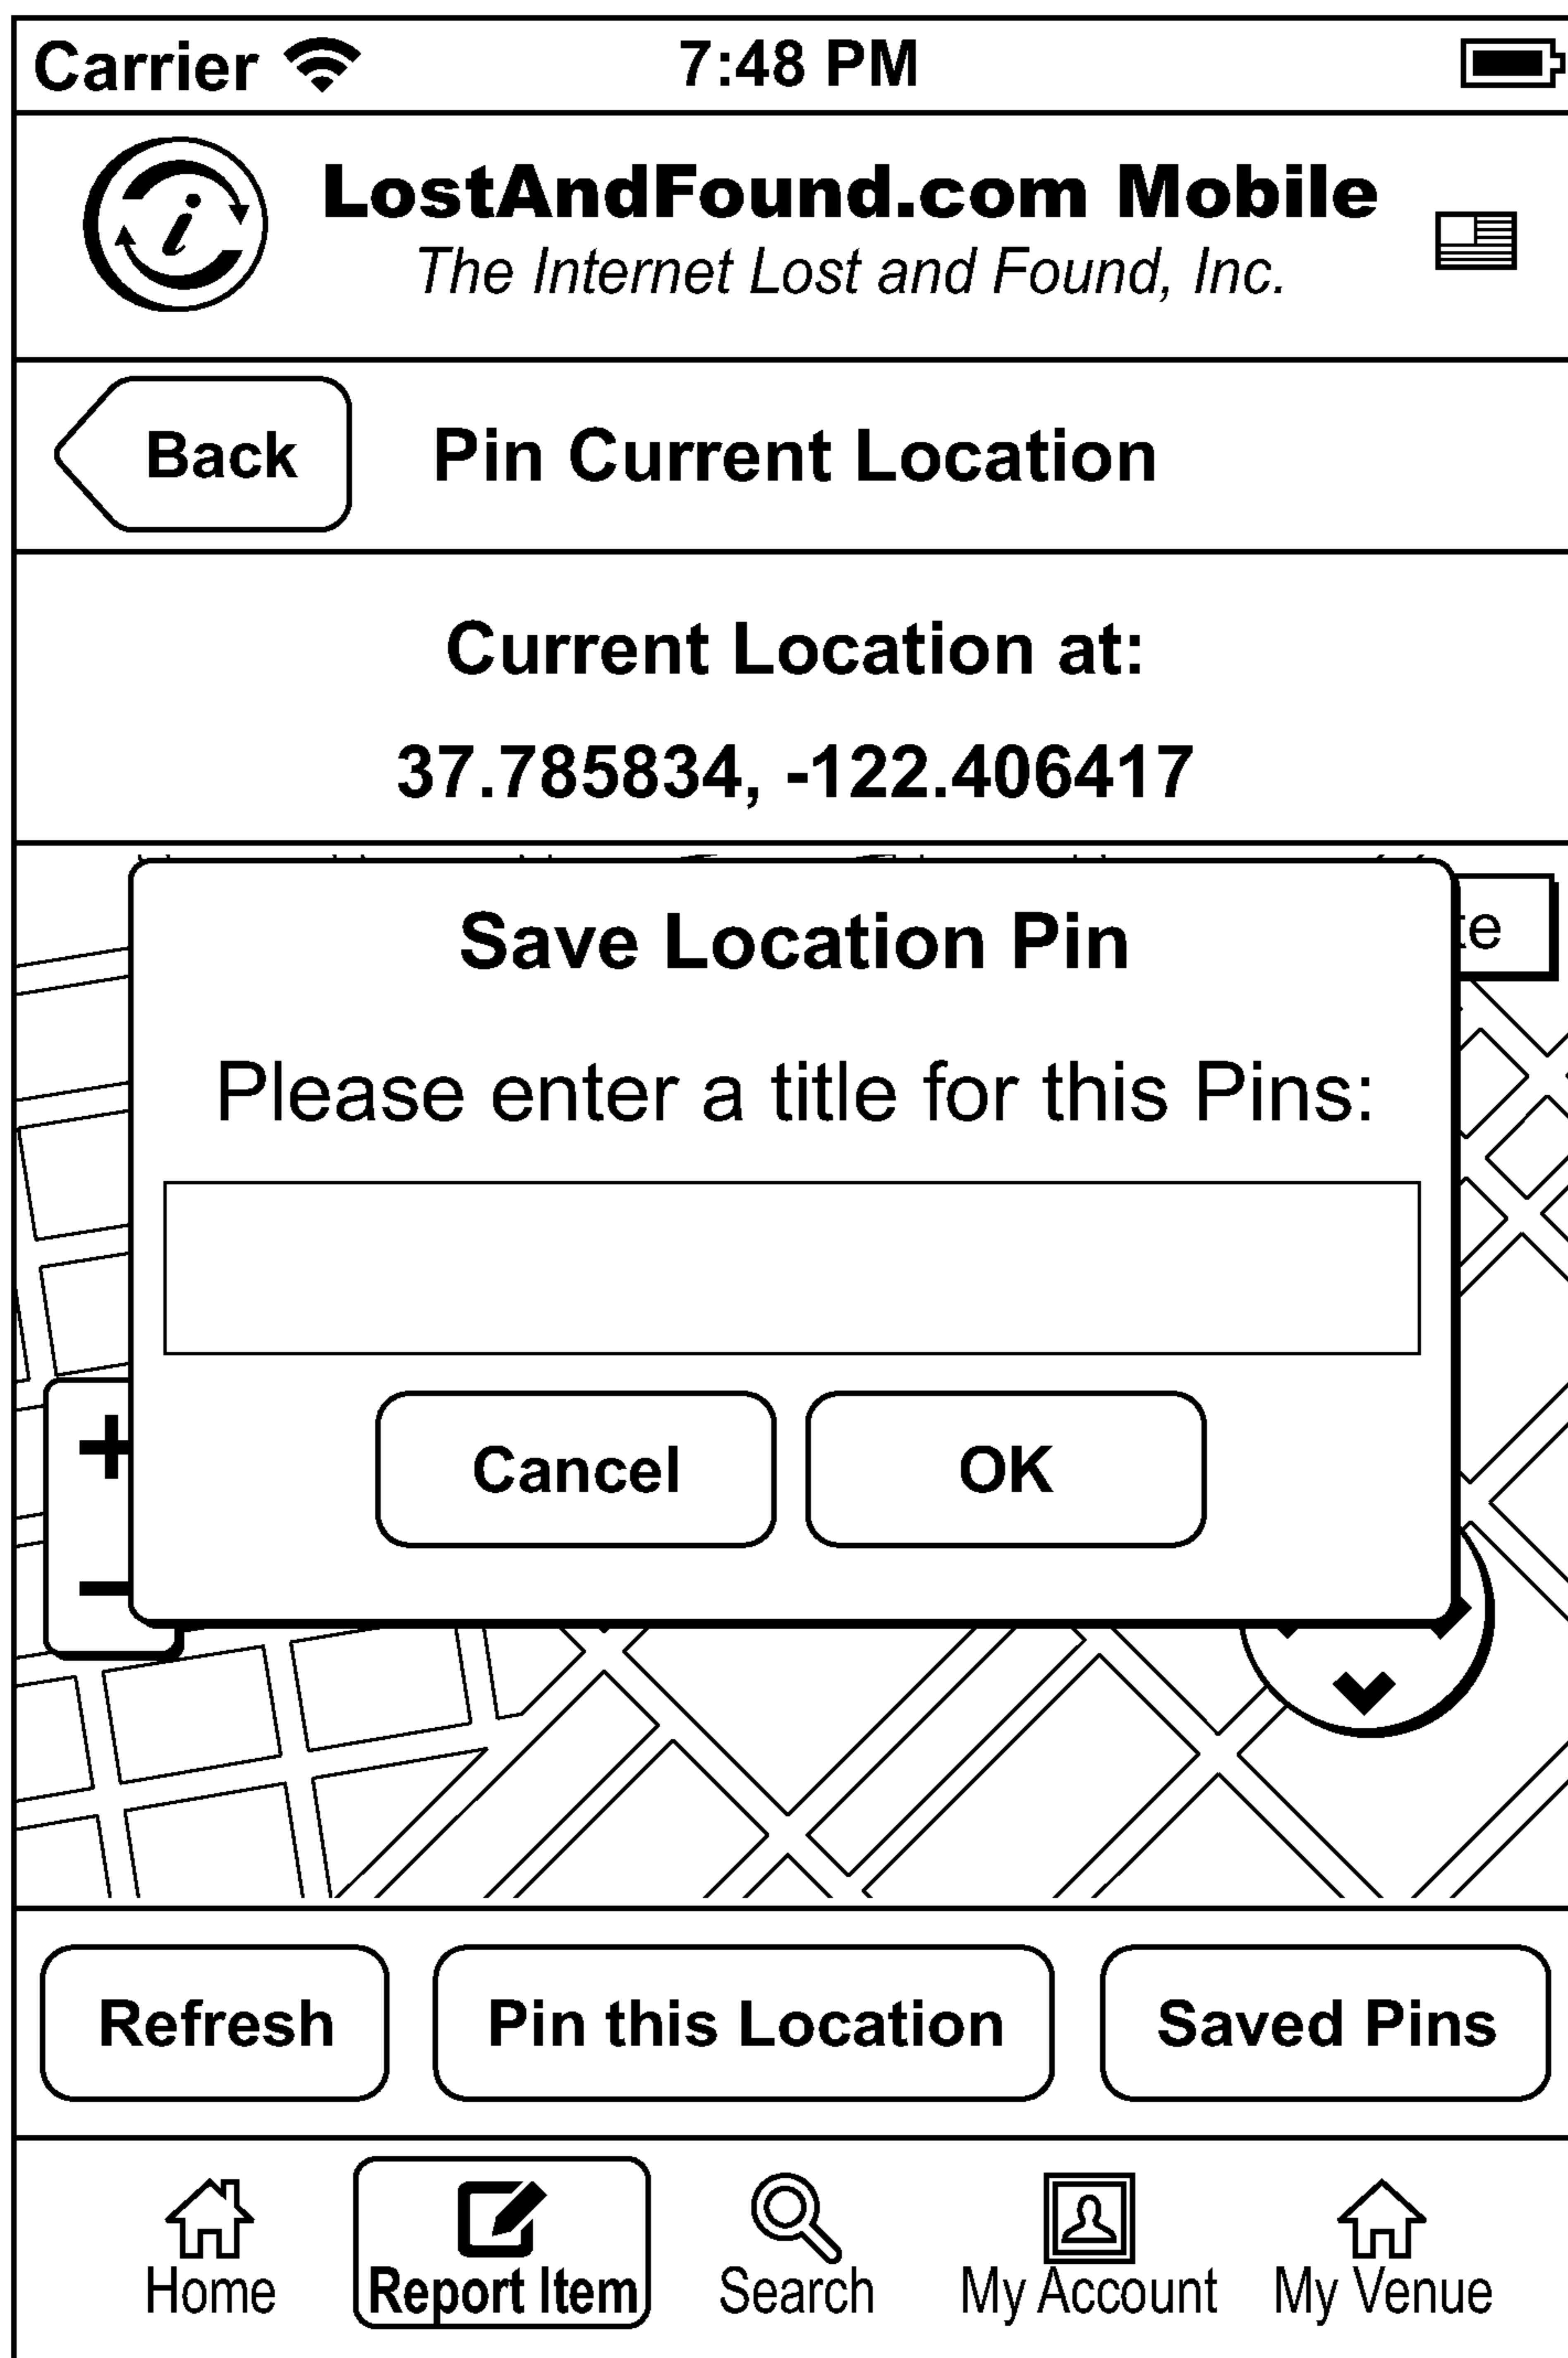 Carrier 7:48 PM
LostAndFound.com Mobile
The Internet Lost and Found, Inc.
Back Pin Current Location
Current Location at:
37.785834, -122.406417
Save Location Pin
Please enter a title for this Pins:
+
−
Cancel OK
Refresh Pin this Location Saved Pins
Home Report Item Search My Account My Venue